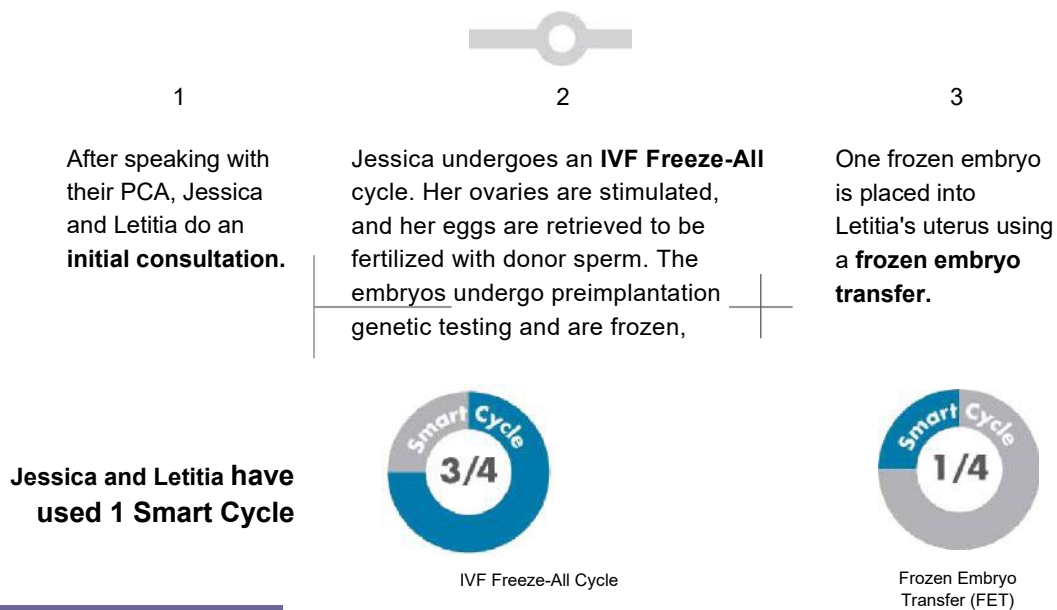 1
After speaking with
their PCA, Jessica
and Letitia do an
initial consultation.
2
Jessica undergoes an IVF Freeze-All
cycle. Her ovaries are stimulated,
and her eggs are retrieved to be
fertilized with donor sperm. The
embryos undergo preimplantation
genetic testing and are frozen,
3
One frozen embryo
is placed into
Letitia's uterus using
a frozen embryo
transfer.
Jessica and Letitia have
used 1 Smart Cycle
Smart Cycle
3/4
IVF Freeze-All Cycle
Smart Cycle
1/4
Frozen Embryo
Transfer (FET)